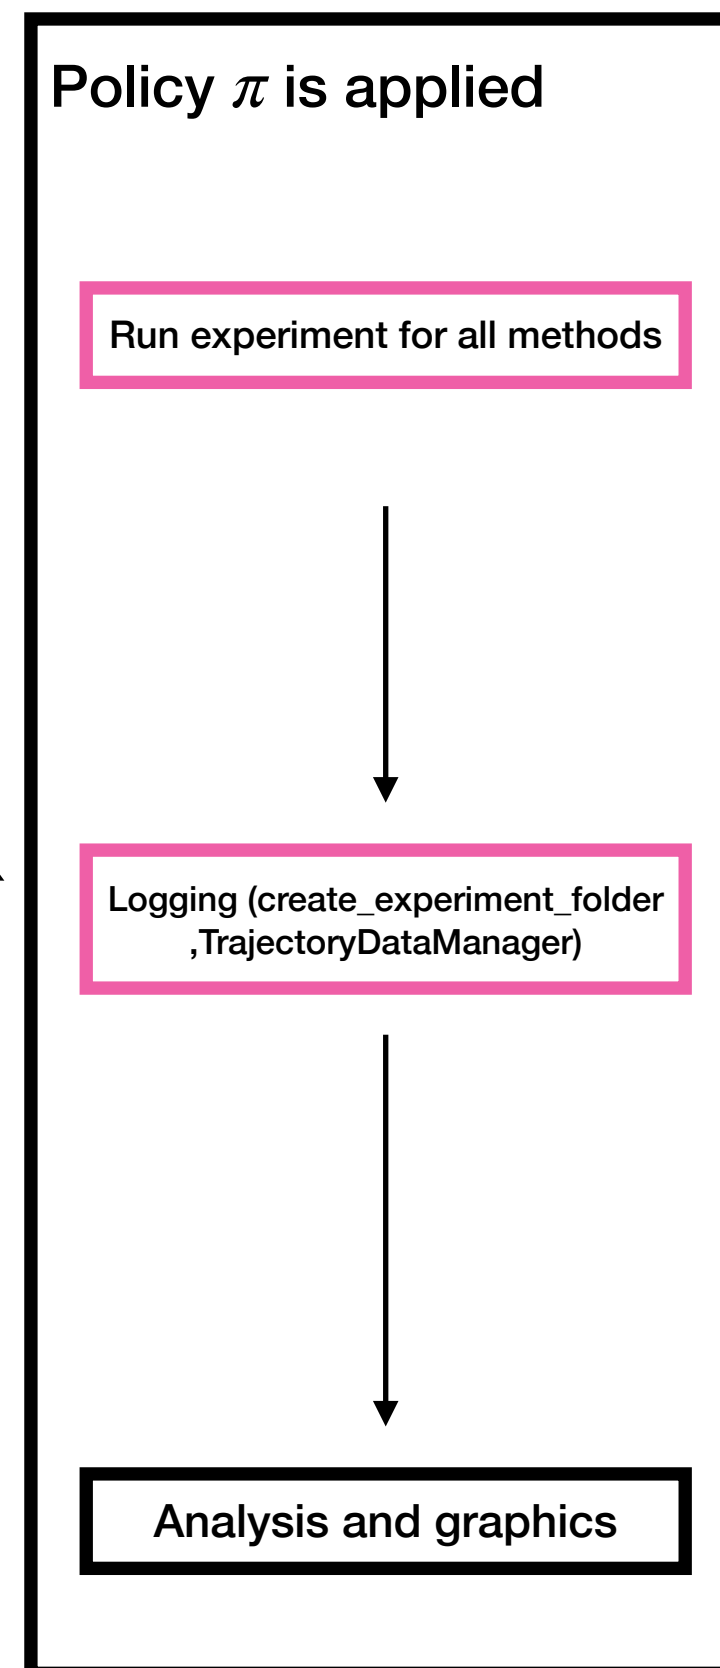 Policy π is applied
Run experiment for all methods
Logging (create_experiment_folder
,TrajectoryDataManager)
Analysis and graphics